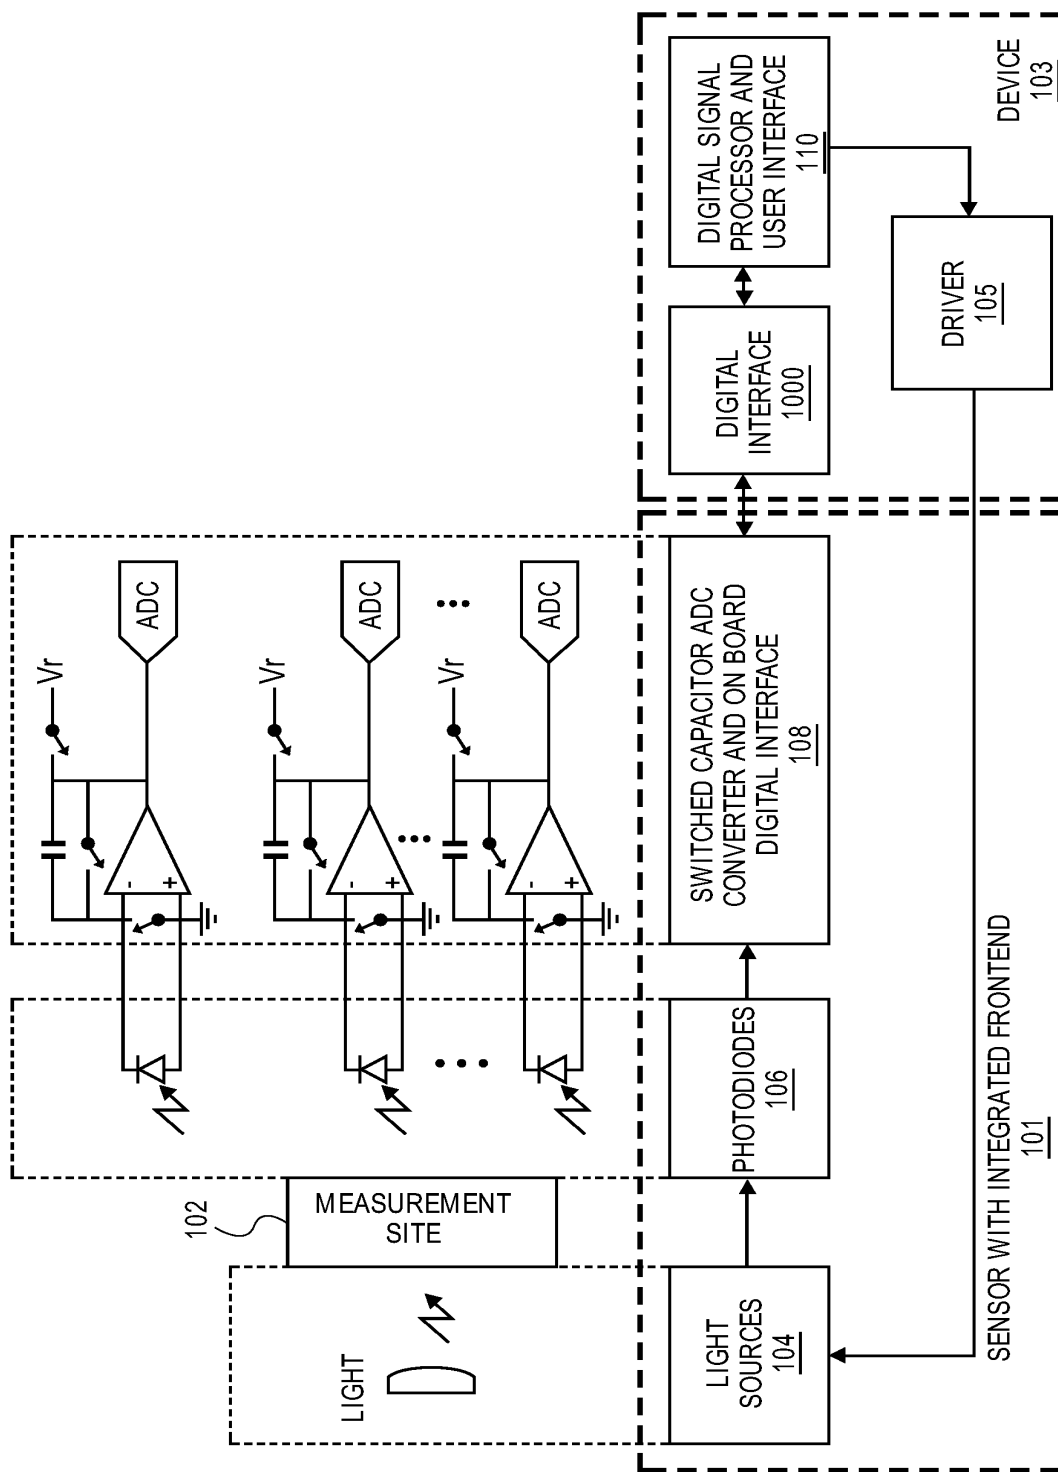 LIGHT
102
MEASUREMENT
SITE
Vr
ADC
-
+
Vr
ADC
-
+
Vr
ADC
-
+
LIGHT
SOURCES
104
PHOTODIODES
106
SWITCHED CAPACITOR ADC
CONVERTER AND ON BOARD
DIGITAL INTERFACE
108
DIGITAL
INTERFACE
1000
DIGITAL SIGNAL
PROCESSOR AND
USER INTERFACE
110
DRIVER
105
SENSOR WITH INTEGRATED FRONTEND
101
DEVICE
103